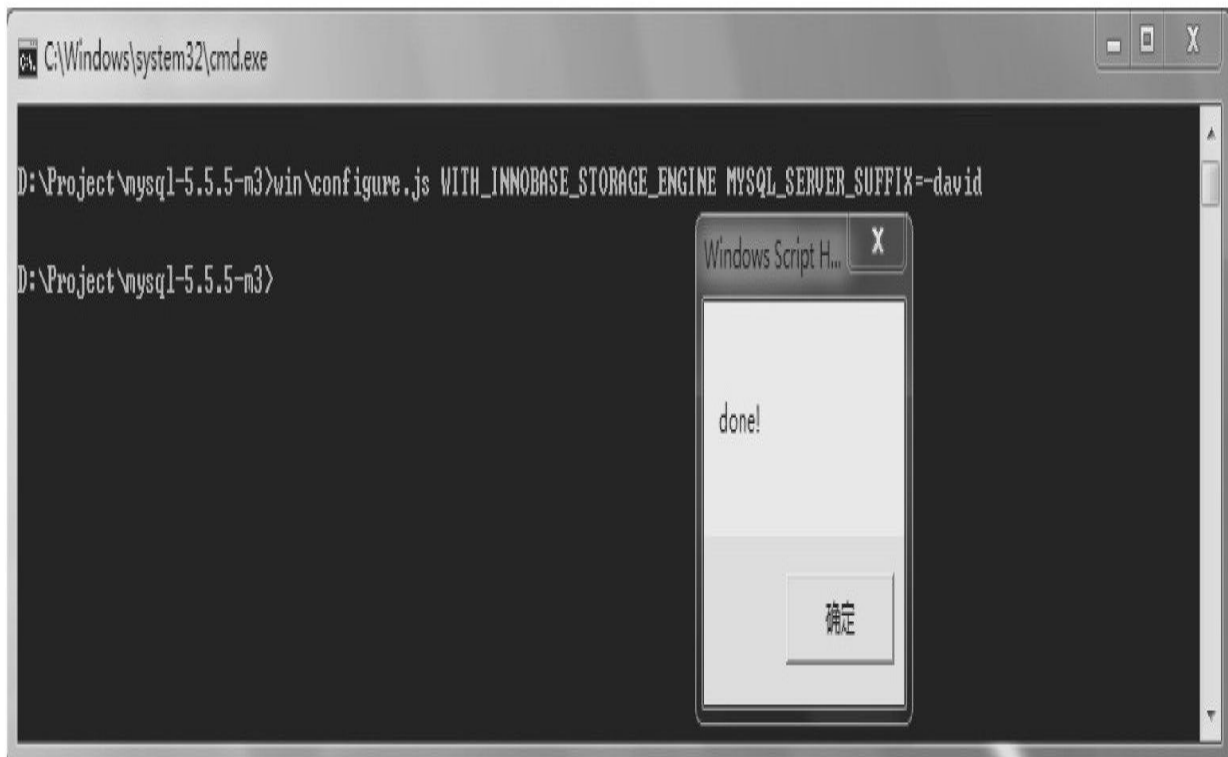 C:\Windows\system32\cmd.exe
D:\Project\mysql-5.5.5-m3>win\configure.js WITH_INNOBASE_STORAGE_ENGINE MYSQL_SERVER_SUFFIX=-david
D:\Project\mysql-5.5.5-m3>
Windows Script H...
done!
确定